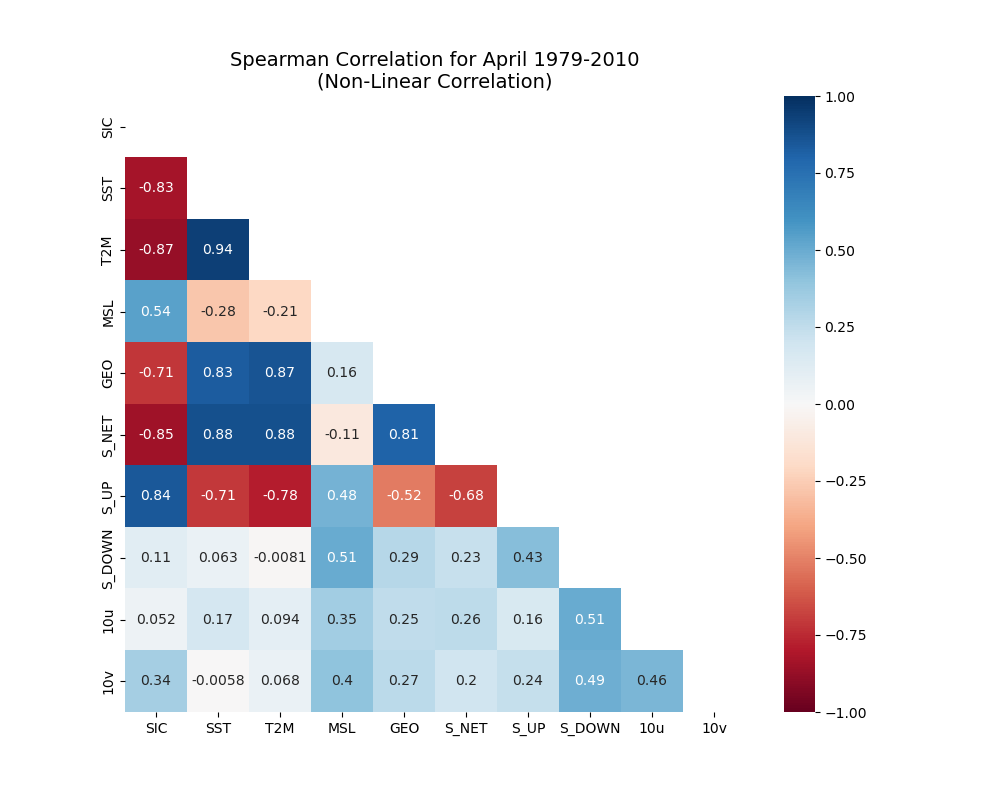 Spearman Correlation for April 1979-2010
(Non-Linear Correlation)
SIC
SST -0.83
T2M -0.87 0.94
MSL 0.54 -0.28 -0.21
GEO -0.71 0.83 0.87 0.16
S_NET -0.85 0.88 0.88 -0.11 0.81
S_UP 0.84 -0.71 -0.78 0.48 -0.52 -0.68
S_DOWN 0.11 0.063 -0.0081 0.51 0.29 0.23 0.43
10u 0.052 0.17 0.094 0.35 0.25 0.26 0.16 0.51
10v 0.34 -0.0058 0.068 0.4 0.27 0.2 0.24 0.49 0.46
SIC SST T2M MSL GEO S_NET S_UP S_DOWN 10u 10v
1.00
0.75
0.50
0.25
0.00
−0.25
−0.50
−0.75
−1.00